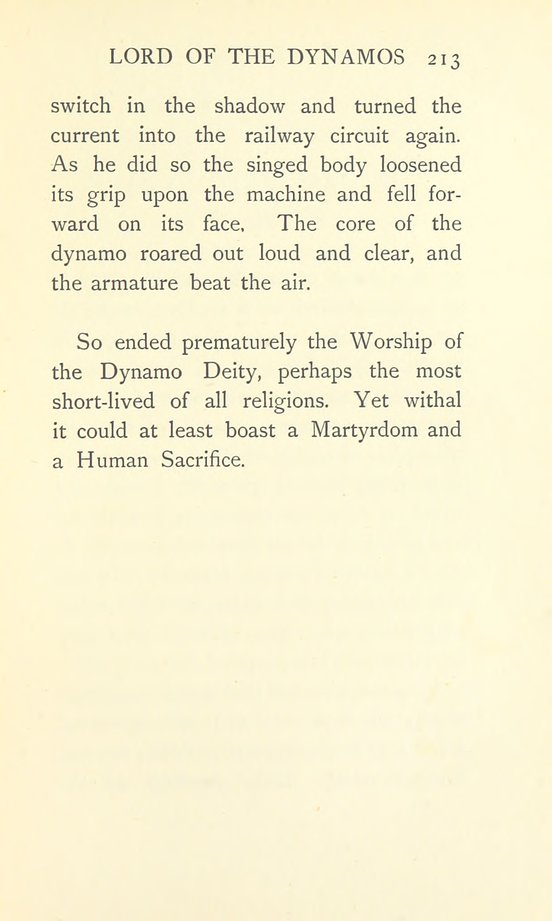 LORD OF THE DYNAMOS 213
switch in the shadow and turned the
current into the railway circuit again.
As he did so the singed body loosened
its grip upon the machine and fell for-
ward on its face. The core of the
dynamo roared out loud and clear, and
the armature beat the air.
So ended prematurely the Worship of
the Dynamo Deity, perhaps the most
short-lived of all religions. Yet withal
it could at least boast a Martyrdom and
a Human Sacrifice.